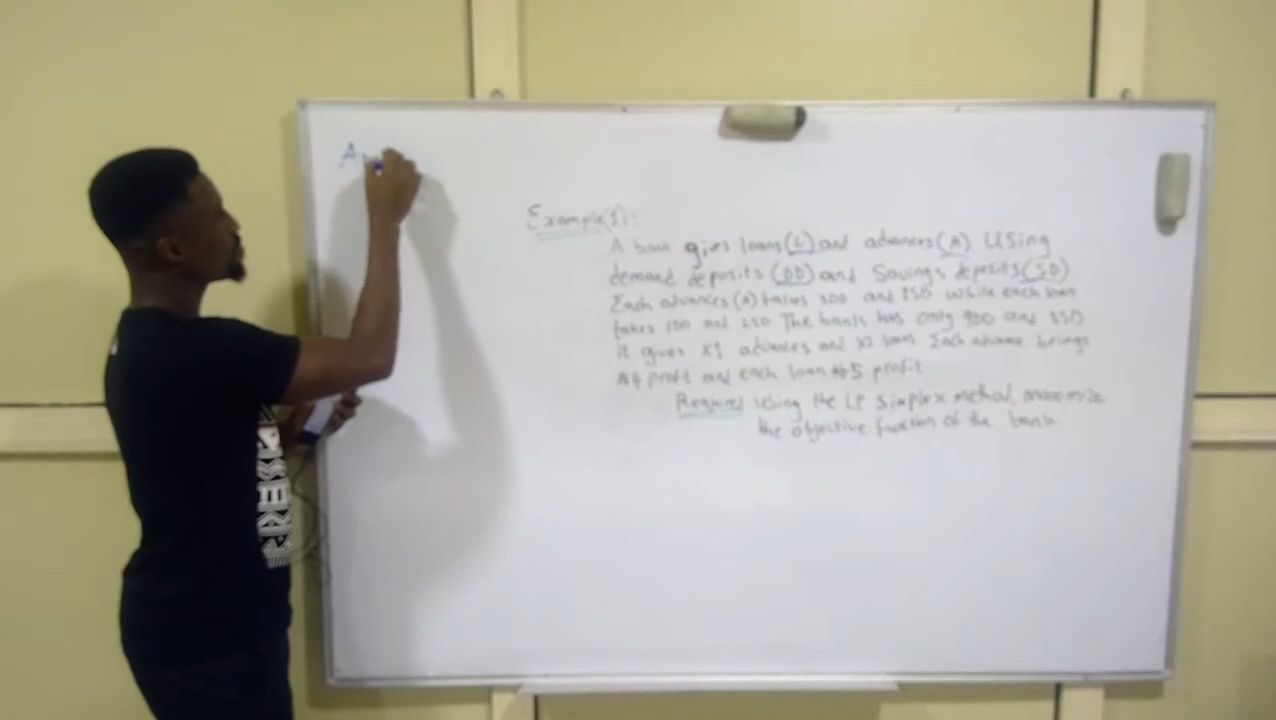 An
Example(1):
A bank gives loans(L) and advances(A) Using
demand deposits (DD) and Savings deposits(SD)
Each advances (A) takes 300 and 150 while each loan
takes 100 and 250 The bank has only 900 and 850
It gives X1 advances and X2 loans Each advance brings
₦4 profit and each loan ₦5 profit
Required Using the LP Simplex method, maximize
the objective function of the bank